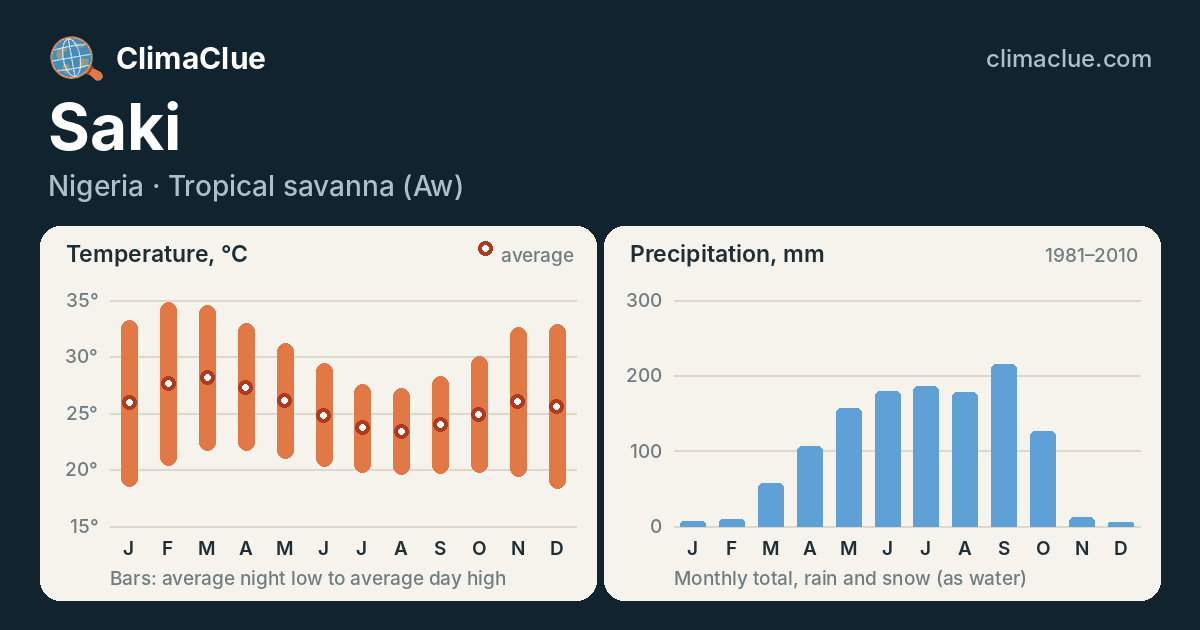 ClimaClue
climaclue.com
Saki
Nigeria · Tropical savanna (Aw)
Temperature, °C
average
35°
30°
25°
20°
15°
J F M A M J J A S O N D
Bars: average night low to average day high
Precipitation, mm
1981–2010
300
200
100
0
J F M A M J J A S O N D
Monthly total, rain and snow (as water)